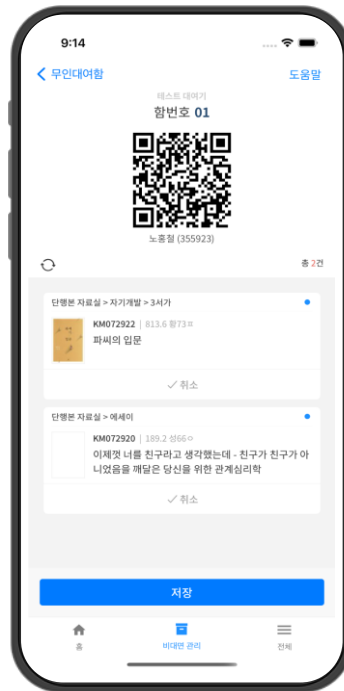 9:14
무인대여함
도움말
테스트 대여기
함번호 01
노홍철 (355923)
총 2건
단행본 자료실 > 자기개발 > 3서가
KM072922 | 813.6 황73ㅍ
파씨의 입문
취소
단행본 자료실 > 에세이
KM072920 | 189.2 성66ㅇ
이제껏 너를 친구라고 생각했는데 - 친구가 친구가 아
니었음을 깨달은 당신을 위한 관계심리학
취소
저장
홈
비대면 관리
전체